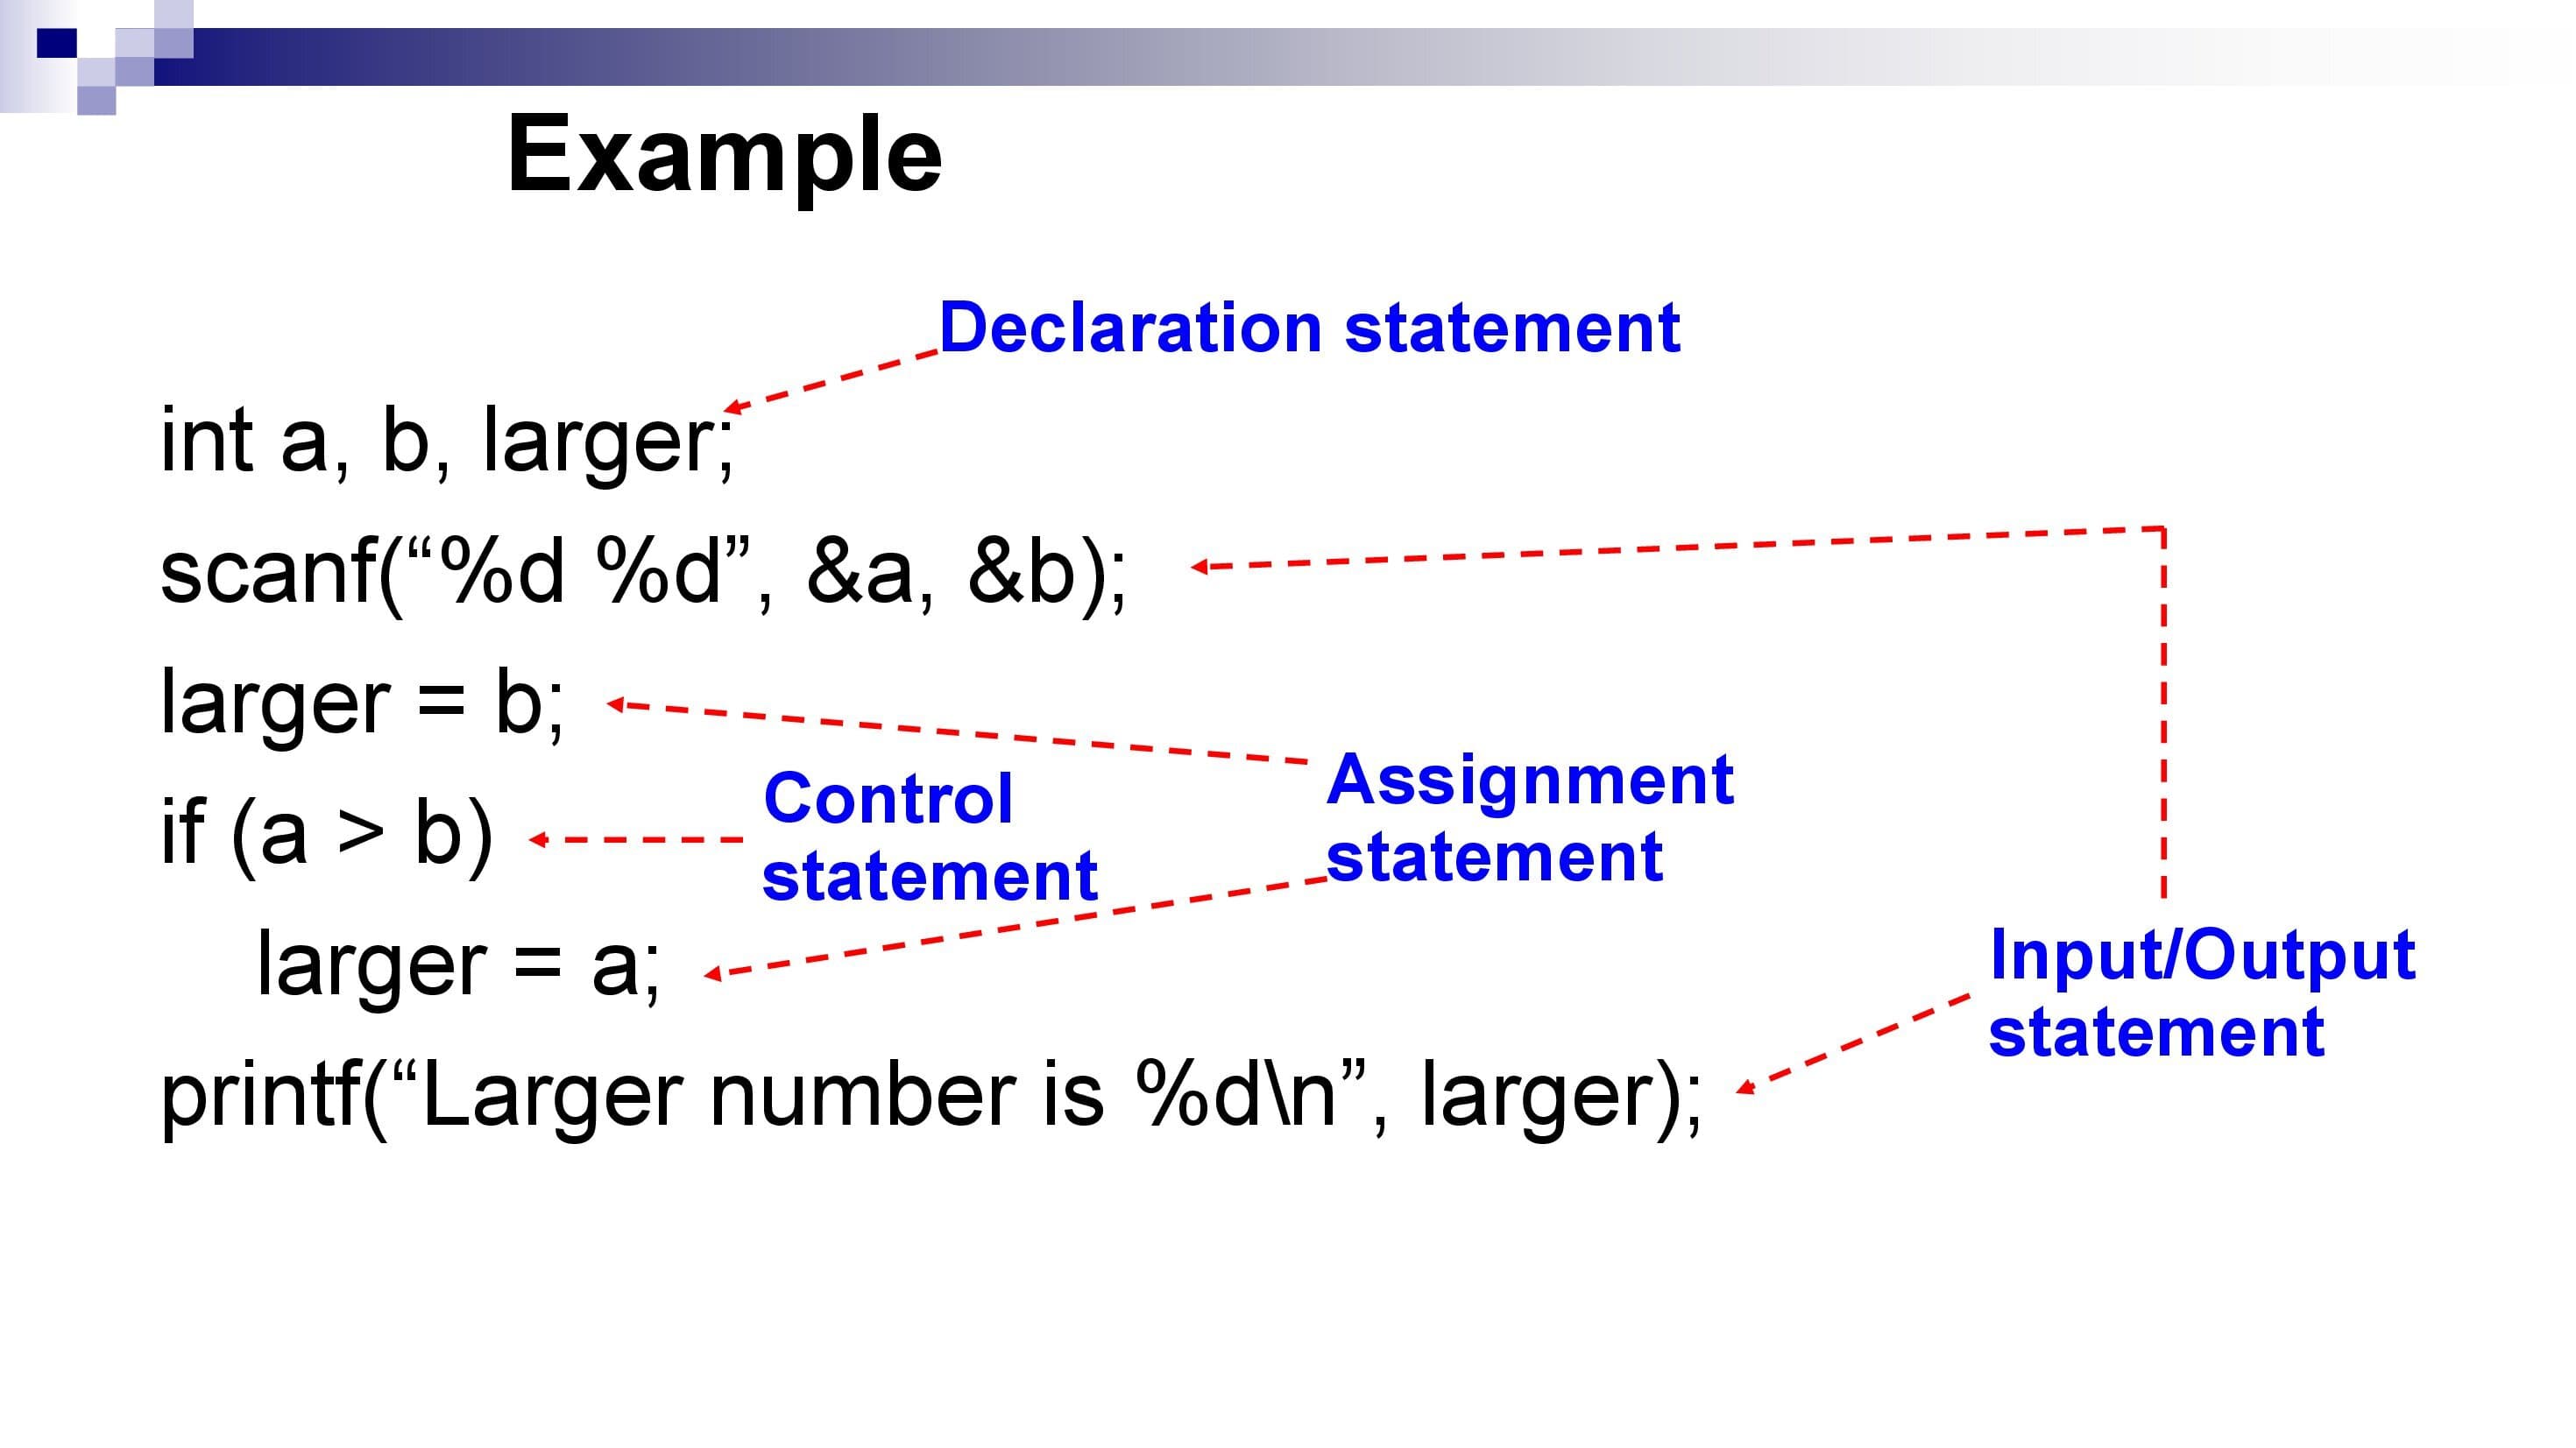 Example
Declaration statement
int a, b, larger;
scanf(“%d %d”, &a, &b);
larger = b;
Assignment
statement
Control
statement
if (a > b)
larger = a;
Input/Output
statement
printf(“Larger number is %d\n”, larger);